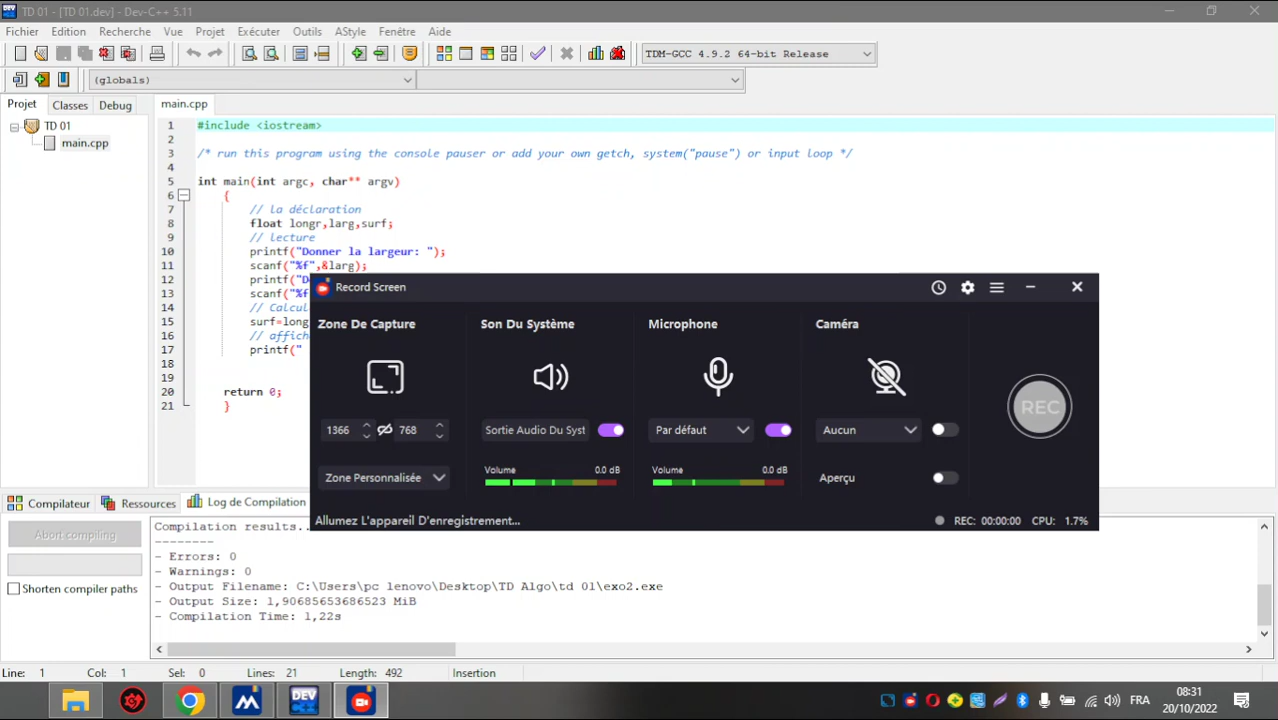 TD 01 - [TD 01.dev] - Dev-C++ 5.11
Fichier Edition Recherche Vue Projet Exécuter Outils AStyle Fenêtre Aide
TDM-GCC 4.9.2 64-bit Release
(globals)
Projet Classes Debug
main.cpp
TD 01
main.cpp
1 #include <iostream>
2
3 /* run this program using the console pauser or add your own getch, system("pause") or input loop */
4
5 int main(int argc, char** argv)
6 {
7 // la déclaration
8 float longr,larg,surf;
9 // lecture
10 printf("Donner la largeur: ");
11 scanf("%f",&larg);
12 printf("D
13 scanf("%f
14 // Calcul
15 surf=long
16 // affich
17 printf("
18
19
20 return 0;
21 }
Record Screen
Zone De Capture
Son Du Système
Microphone
Caméra
REC
1366 768
Sortie Audio Du Syst
Par défaut
Aucun
Zone Personnalisée
Volume 0.0 dB
Volume 0.0 dB
Aperçu
Allumez L'appareil D'enregistrement...
REC: 00:00:00 CPU: 1.7%
Compilateur Ressources Log de Compilation
Abort compiling
Shorten compiler paths
Compilation results..
--------
- Errors: 0
- Warnings: 0
- Output Filename: C:\Users\pc lenovo\Desktop\TD Algo\td 01\exo2.exe
- Output Size: 1,90685653686523 MiB
- Compilation Time: 1,22s
Line: 1 Col: 1 Sel: 0 Lines: 21 Length: 492 Insertion
DEV C++
FRA
08:31
20/10/2022